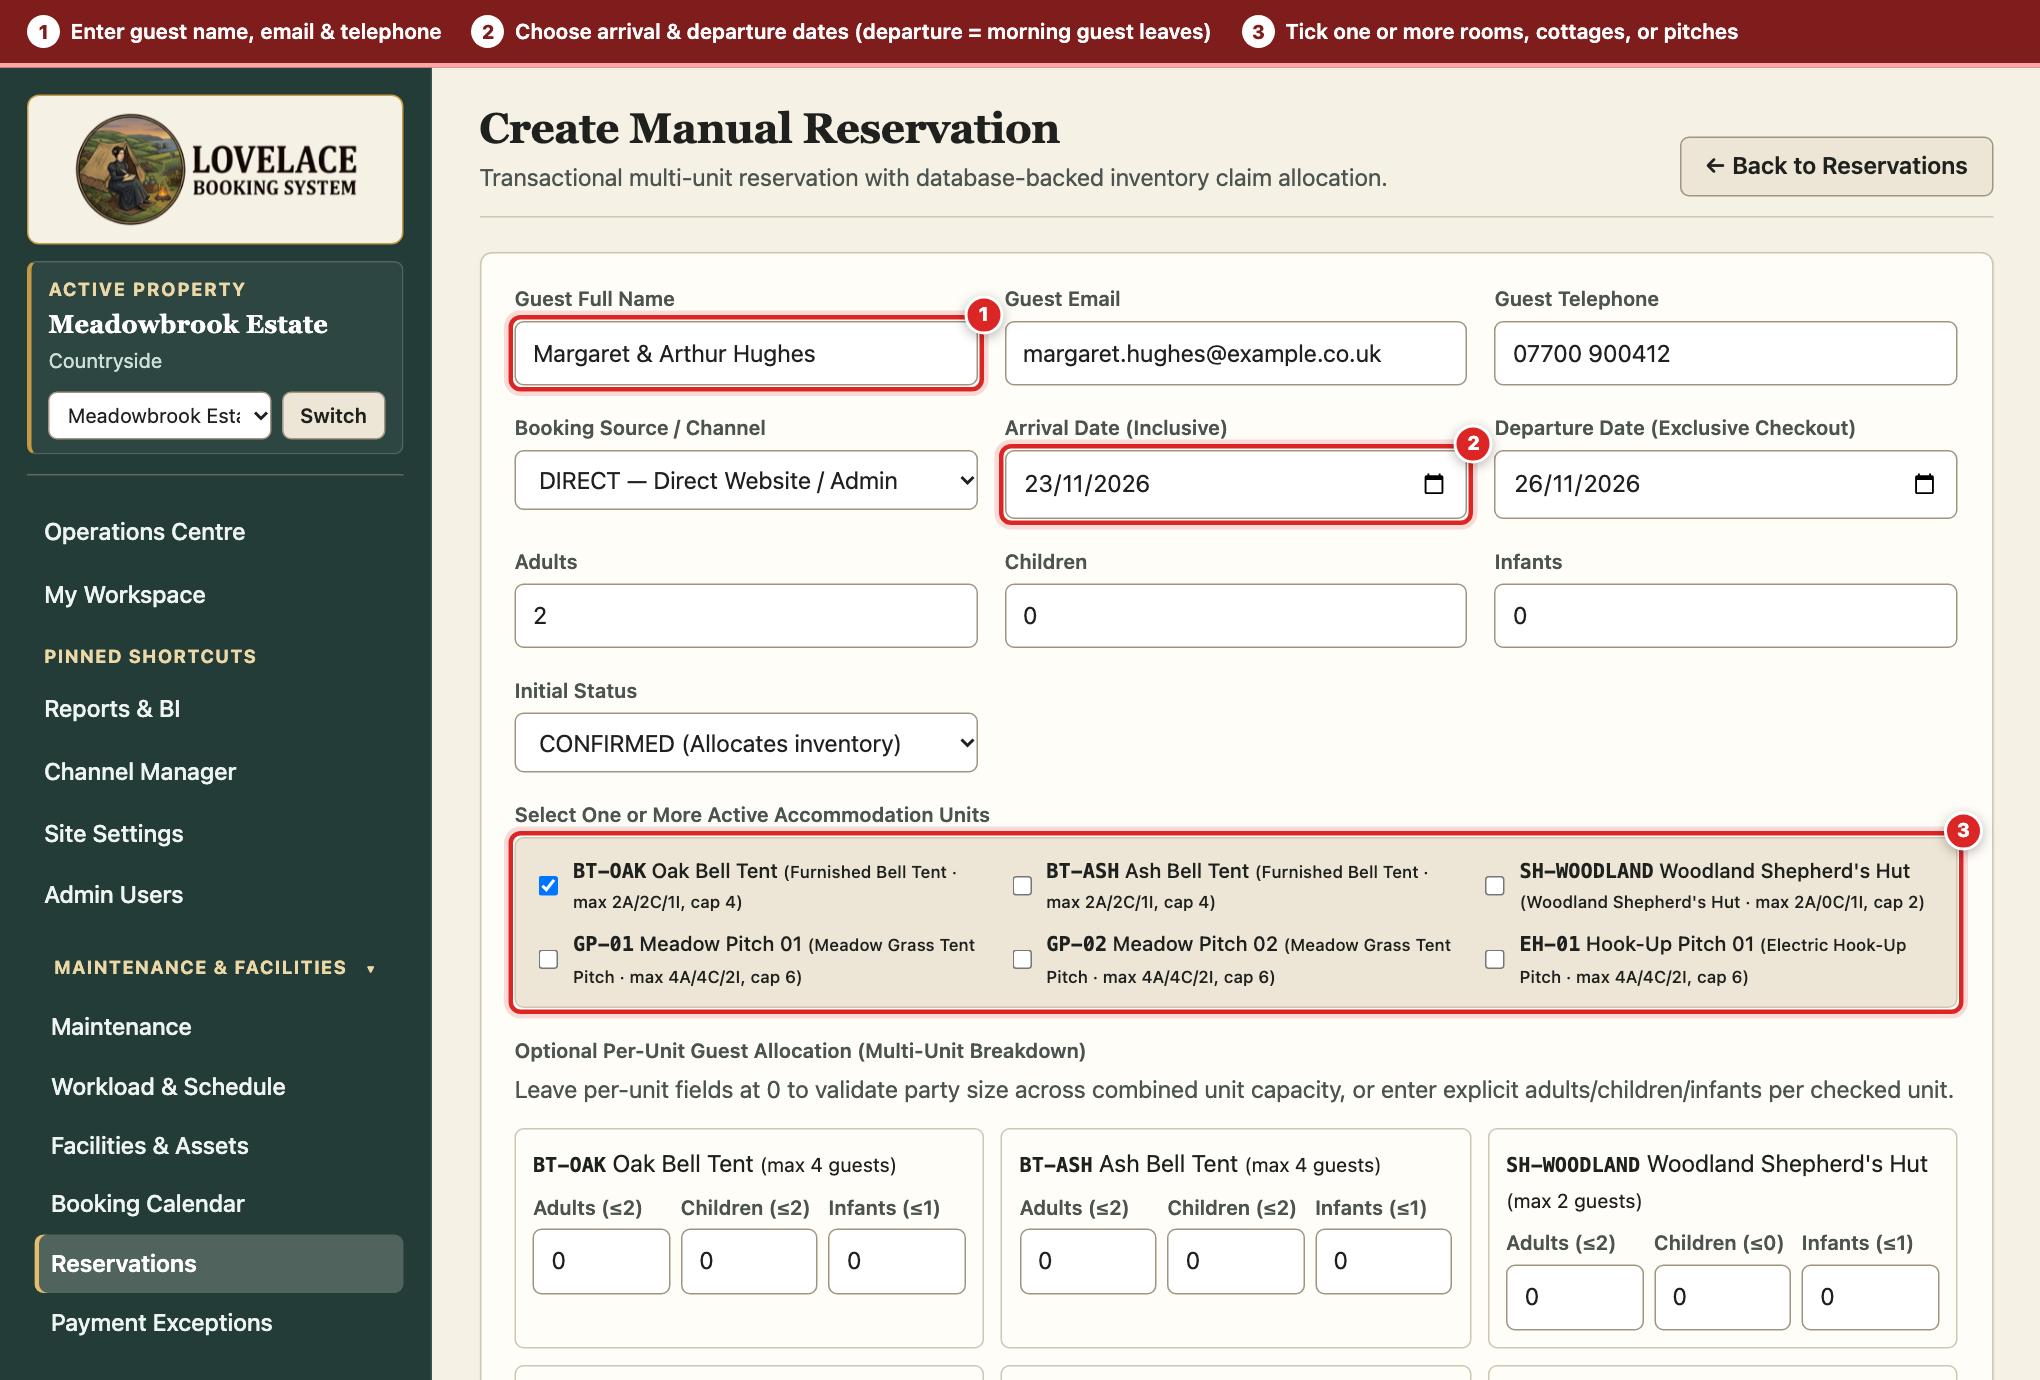 1 Enter guest name, email & telephone 2 Choose arrival & departure dates (departure = morning guest leaves) 3 Tick one or more rooms, cottages, or pitches
LOVELACE
BOOKING SYSTEM
ACTIVE PROPERTY
Meadowbrook Estate
Countryside
Meadowbrook Esta Switch
Operations Centre
My Workspace
PINNED SHORTCUTS
Reports & BI
Channel Manager
Site Settings
Admin Users
MAINTENANCE & FACILITIES ▼
Maintenance
Workload & Schedule
Facilities & Assets
Booking Calendar
Reservations
Payment Exceptions
Create Manual Reservation
Transactional multi-unit reservation with database-backed inventory claim allocation.
← Back to Reservations
Guest Full Name 1 Guest Email Guest Telephone
Margaret & Arthur Hughes margaret.hughes@example.co.uk 07700 900412
Booking Source / Channel Arrival Date (Inclusive) 2 Departure Date (Exclusive Checkout)
DIRECT — Direct Website / Admin 23/11/2026 26/11/2026
Adults Children Infants
2 0 0
Initial Status
CONFIRMED (Allocates inventory)
Select One or More Active Accommodation Units 3
BT-OAK Oak Bell Tent (Furnished Bell Tent ·
max 2A/2C/1I, cap 4)
BT-ASH Ash Bell Tent (Furnished Bell Tent ·
max 2A/2C/1I, cap 4)
SH-WOODLAND Woodland Shepherd's Hut
(Woodland Shepherd's Hut · max 2A/0C/1I, cap 2)
GP-01 Meadow Pitch 01 (Meadow Grass Tent
Pitch · max 4A/4C/2I, cap 6)
GP-02 Meadow Pitch 02 (Meadow Grass Tent
Pitch · max 4A/4C/2I, cap 6)
EH-01 Hook-Up Pitch 01 (Electric Hook-Up
Pitch · max 4A/4C/2I, cap 6)
Optional Per-Unit Guest Allocation (Multi-Unit Breakdown)
Leave per-unit fields at 0 to validate party size across combined unit capacity, or enter explicit adults/children/infants per checked unit.
BT-OAK Oak Bell Tent (max 4 guests)
Adults (≤2) Children (≤2) Infants (≤1)
0 0 0
BT-ASH Ash Bell Tent (max 4 guests)
Adults (≤2) Children (≤2) Infants (≤1)
0 0 0
SH-WOODLAND Woodland Shepherd's Hut
(max 2 guests)
Adults (≤2) Children (≤0) Infants (≤1)
0 0 0